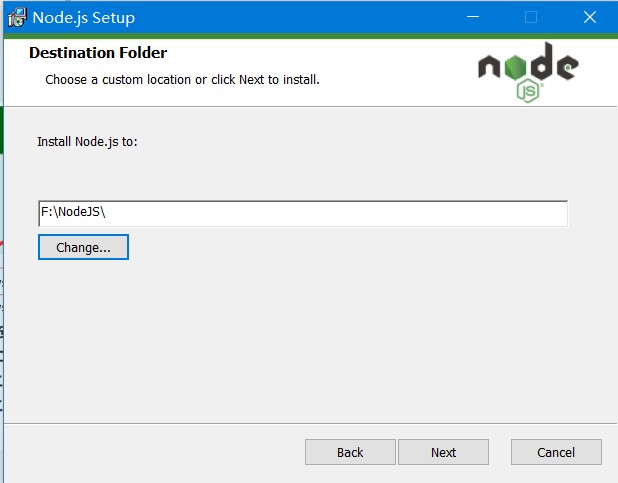 Node.js Setup
Destination Folder
Choose a custom location or click Next to install.
node
JS
Install Node.js to:
F:\NodeJS\
Change...
Back
Next
Cancel